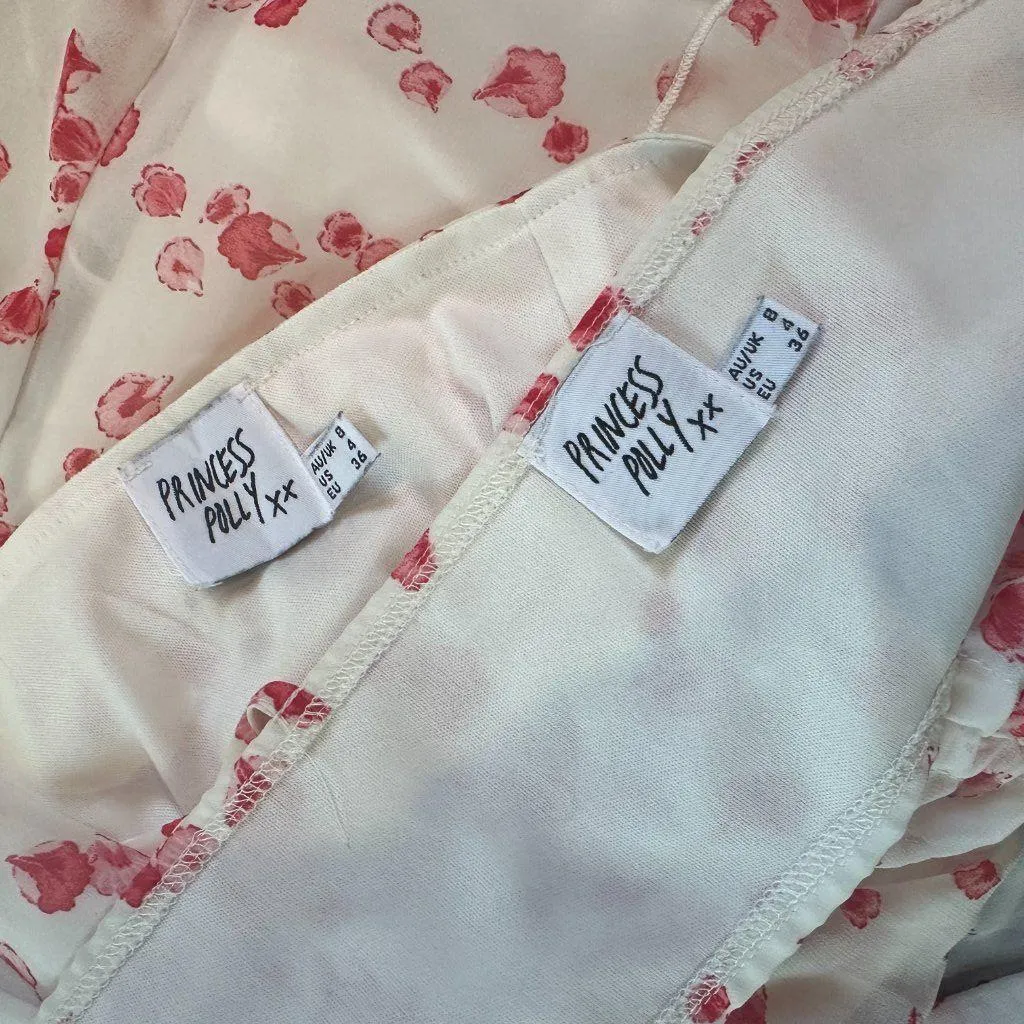 PRINCESS
POLLY xx
AU/UK 8
US 4
EU 36
PRINCESS
POLLY xx
AU/UK 8
US 4
EU 36